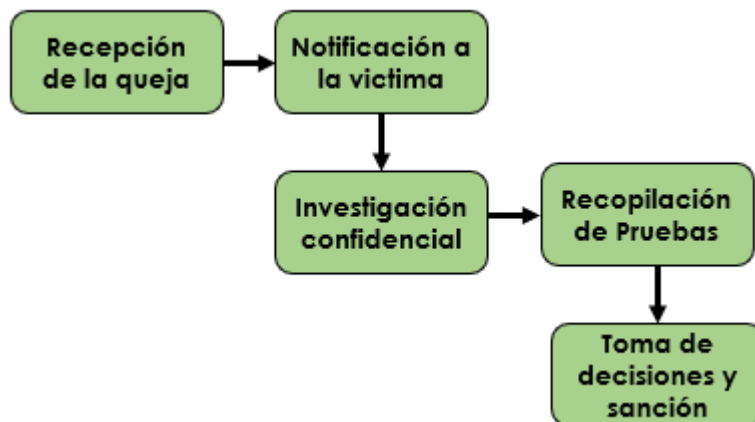 Recepción
de la queja
Notificación a
la victima
Investigación
confidencial
Recopilación
de Pruebas
Toma de
decisiones y
sanción